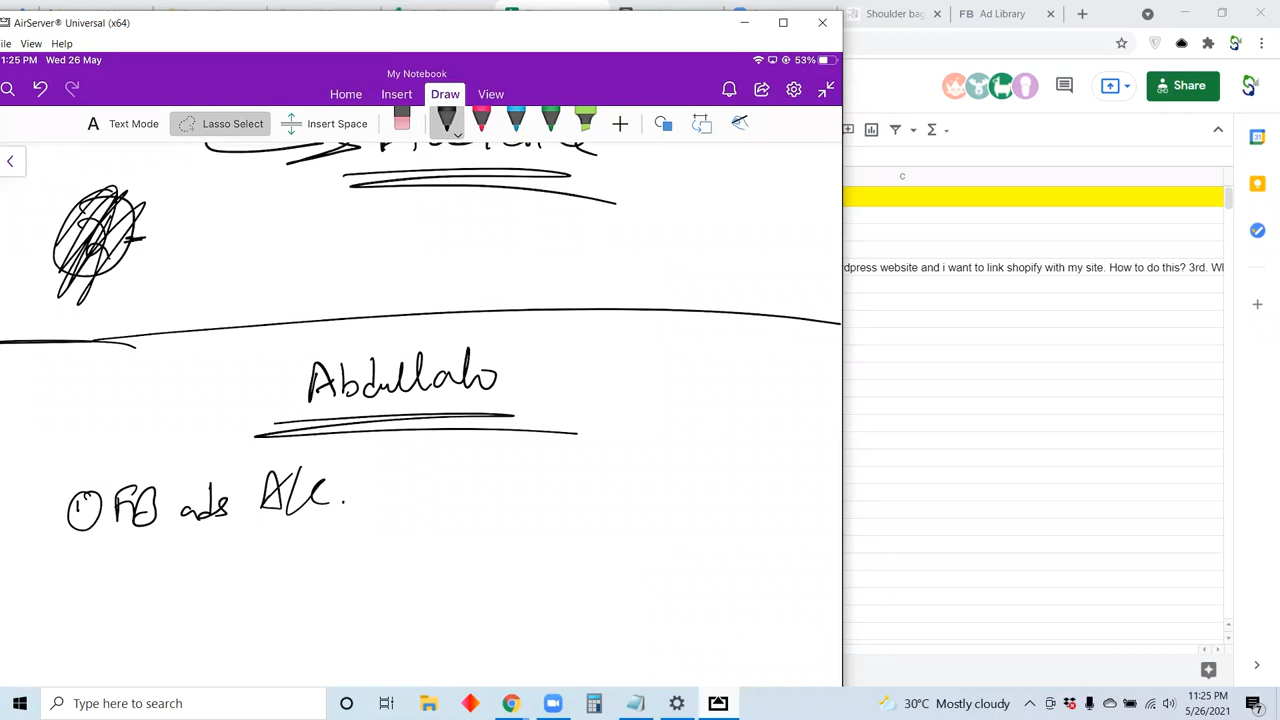 AirServer® Universal (x64)
Shoulder bag
FB Ad Library
ile View Help
1:25 PM Wed 26 May
53%
My Notebook
Home Insert Draw View
Share
A Text Mode Lasso Select Insert Space
C
rdpress website and i want to link shopify with my site. How to do this? 3rd. Wl
Abdullah
① FB ads A/C.
Type here to search
30°C Mostly cloudy
11:25 PM
5/26/2021
7